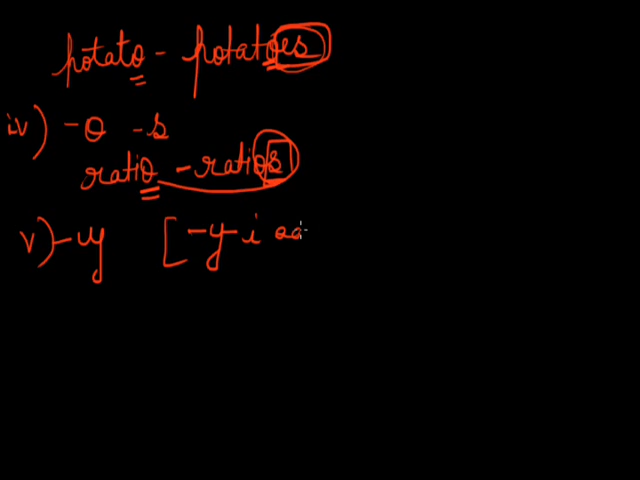 potato - potatoes
iv) -o -s
ratio - ratios
v) -y [-y i